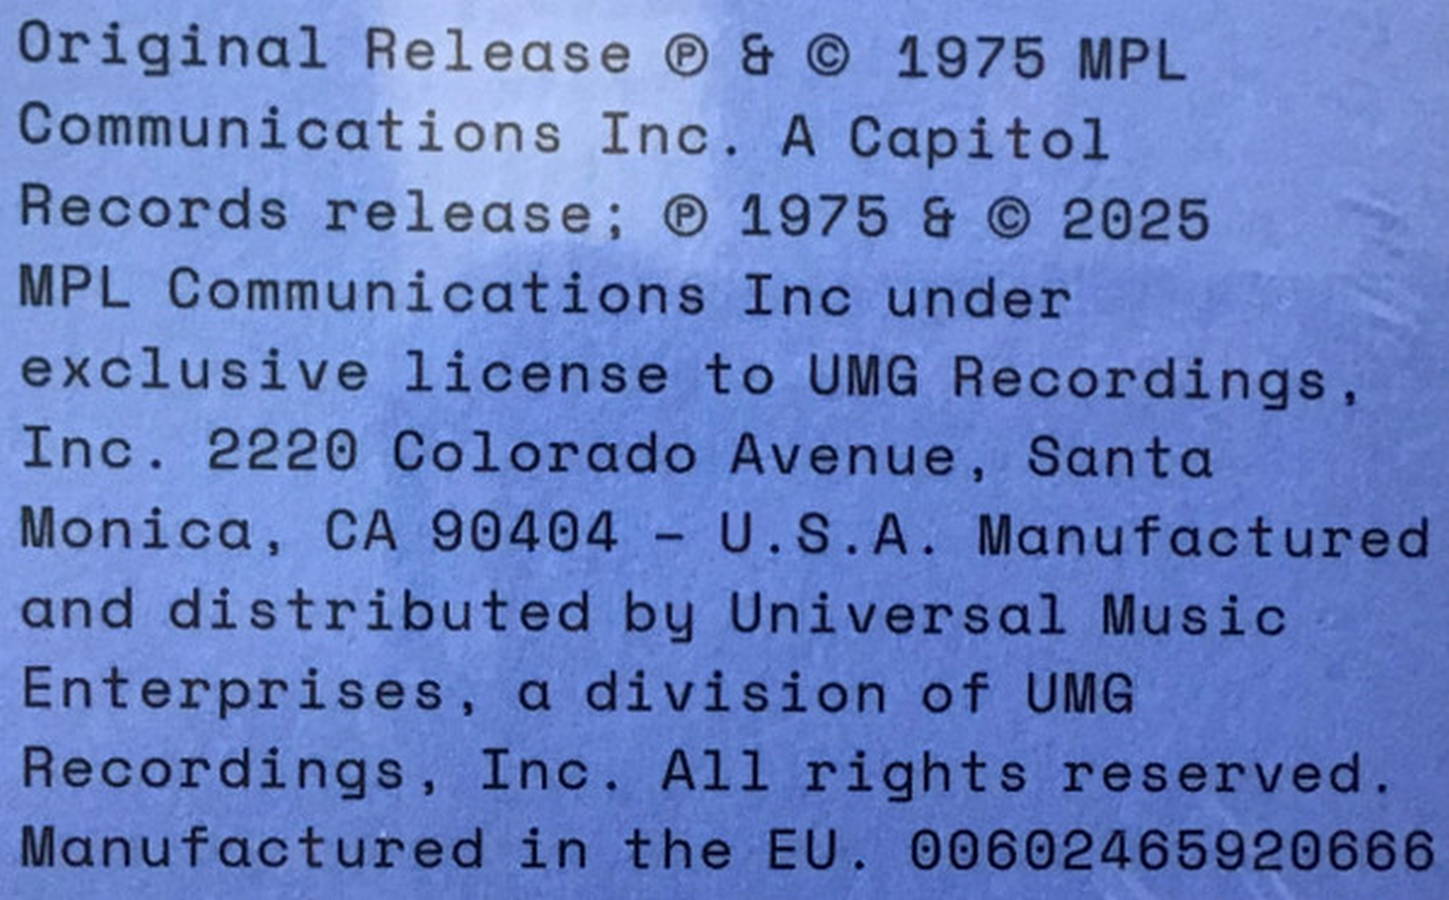 Original Release ℗ & © 1975 MPL
Communications Inc. A Capitol
Records release; ℗ 1975 & © 2025
MPL Communications Inc under
exclusive license to UMG Recordings,
Inc. 2220 Colorado Avenue, Santa
Monica, CA 90404 – U.S.A. Manufactured
and distributed by Universal Music
Enterprises, a division of UMG
Recordings, Inc. All rights reserved.
Manufactured in the EU. 00602465920666